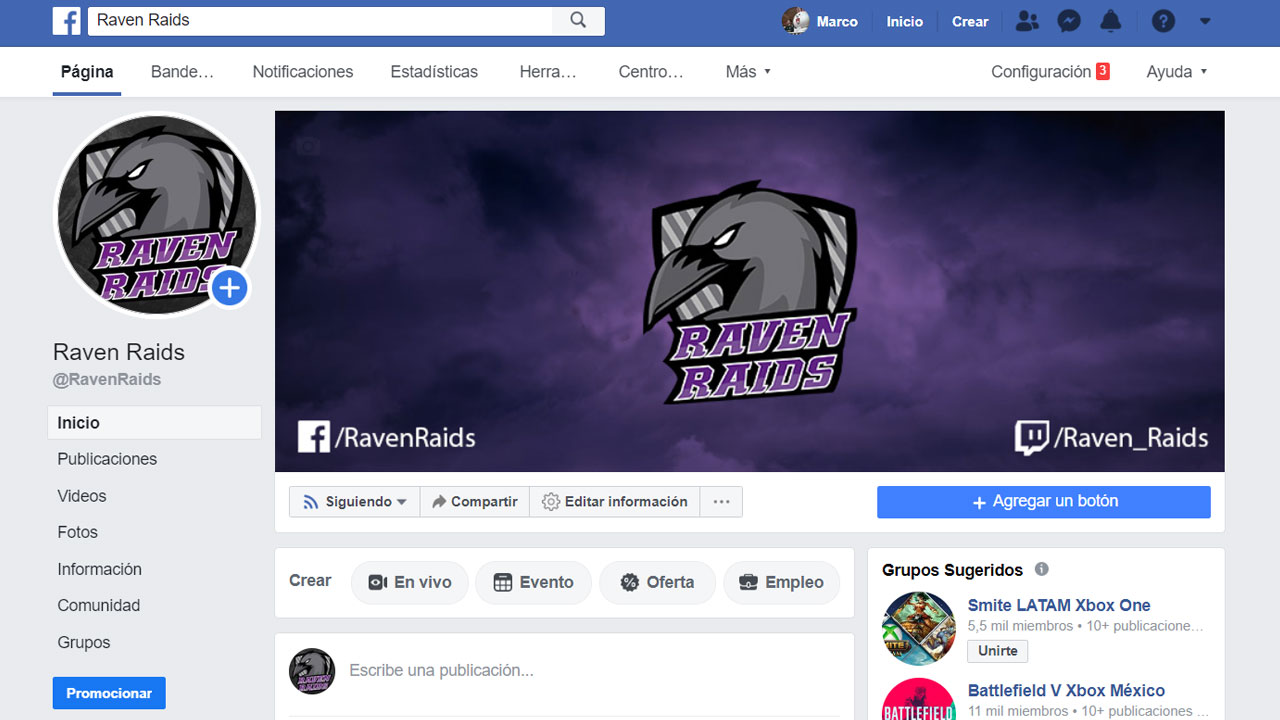 Raven Raids
Marco
Inicio
Crear
Página
Bande...
Notificaciones
Estadísticas
Herra...
Centro...
Más
Configuración 3
Ayuda
RAVEN
RAIDS
Raven Raids
@RavenRaids
Inicio
Publicaciones
Videos
Fotos
Información
Comunidad
Grupos
Promocionar
RAVEN
RAIDS
/RavenRaids
/Raven_Raids
Siguiendo
Compartir
Editar información
...
+ Agregar un botón
Crear
En vivo
Evento
Oferta
Empleo
RAVEN
RAIDS
Escribe una publicación...
Grupos Sugeridos
Smite LATAM Xbox One
5,5 mil miembros • 10+ publicacione...
Unirte
Battlefield V Xbox México
11 mil miembros • 10+ publicaciones ...
BATTLEFIELD